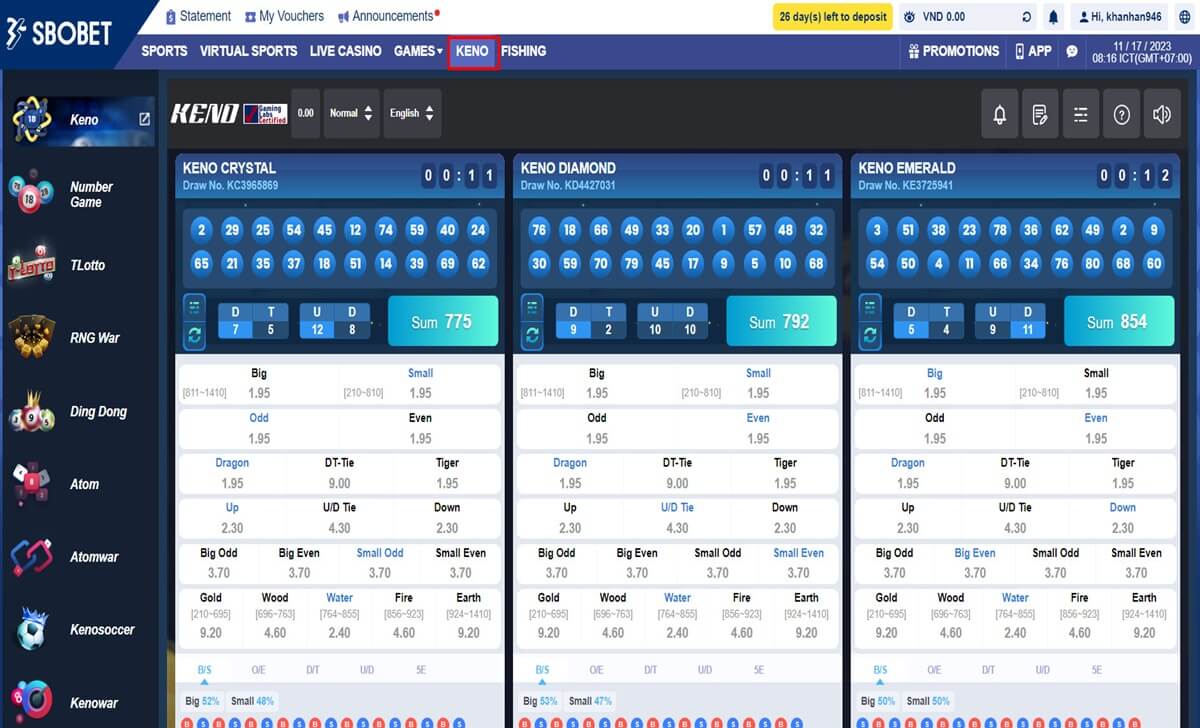 SBOBET
Statement My Vouchers Announcements
26 day(s) left to deposit VND 0.00 Hi, khanhan946
SPORTS VIRTUAL SPORTS LIVE CASINO GAMES KENO FISHING
PROMOTIONS APP 11 / 17 / 2023
08:16 ICT(GMT+07:00)
Keno
Number
Game
TLotto
RNG War
Ding Dong
Atom
Atomwar
Kenosoccer
Kenowar
KENO Gaming Labs Certified 0.00 Normal English
KENO CRYSTAL 00:11
Draw No. KC3965869
2 29 25 54 45 12 74 59 40 24
65 21 35 37 18 51 14 39 69 62
D T U D
7 5 12 8
Sum 775
Big Small
[811~1410] 1.95 [210~810] 1.95
Odd Even
1.95 1.95
Dragon DT-Tie Tiger
1.95 9.00 1.95
Up U/D Tie Down
2.30 4.30 2.30
Big Odd Big Even Small Odd Small Even
3.70 3.70 3.70 3.70
Gold Wood Water Fire Earth
[210~695] [696~763] [764~855] [856~923] [924~1410]
9.20 4.60 2.40 4.60 9.20
B/S O/E D/T U/D 5E
Big 52% Small 48%
KENO DIAMOND 00:11
Draw No. KD4427031
76 18 66 49 33 20 1 57 48 32
30 59 70 79 45 17 9 5 10 68
D T U D
9 2 10 10
Sum 792
Big Small
[811~1410] 1.95 [210~810] 1.95
Odd Even
1.95 1.95
Dragon DT-Tie Tiger
1.95 9.00 1.95
Up U/D Tie Down
2.30 4.30 2.30
Big Odd Big Even Small Odd Small Even
3.70 3.70 3.70 3.70
Gold Wood Water Fire Earth
[210~695] [696~763] [764~855] [856~923] [924~1410]
9.20 4.60 2.40 4.60 9.20
B/S O/E D/T U/D 5E
Big 53% Small 47%
KENO EMERALD 00:12
Draw No. KE3725941
3 51 38 23 78 36 62 49 2 9
54 50 4 11 66 34 76 80 68 60
D T U D
5 4 9 11
Sum 854
Big Small
[811~1410] 1.95 [210~810] 1.95
Odd Even
1.95 1.95
Dragon DT-Tie Tiger
1.95 9.00 1.95
Up U/D Tie Down
2.30 4.30 2.30
Big Odd Big Even Small Odd Small Even
3.70 3.70 3.70 3.70
Gold Wood Water Fire Earth
[210~695] [696~763] [764~855] [856~923] [924~1410]
9.20 4.60 2.40 4.60 9.20
B/S O/E D/T U/D 5E
Big 50% Small 50%